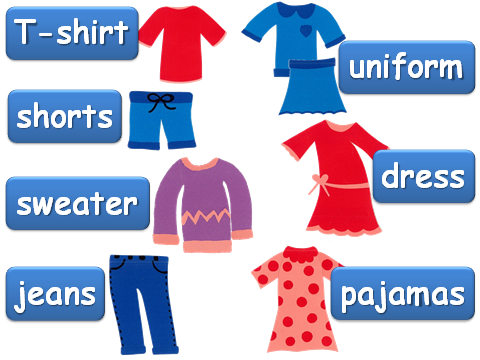 T-shirt
uniform
shorts
dress
sweater
jeans
pajamas